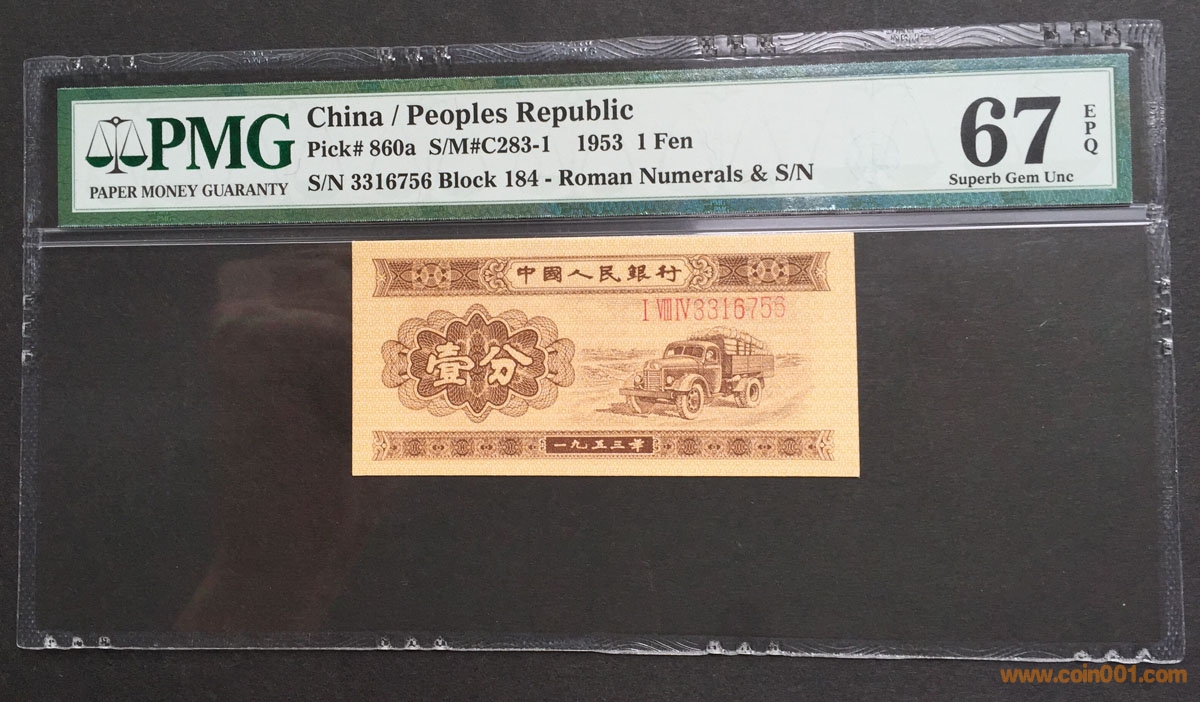 China / Peoples Republic
Pick# 860a S/M#C283-1 1953 1 Fen
S/N 3316756 Block 184 - Roman Numerals & S/N
PMG
PAPER MONEY GUARANTY
67
EPQ
Superb Gem Unc
中國人民銀行
I VIII IV 3316756
壹分
一九五三年
www.coin001.com